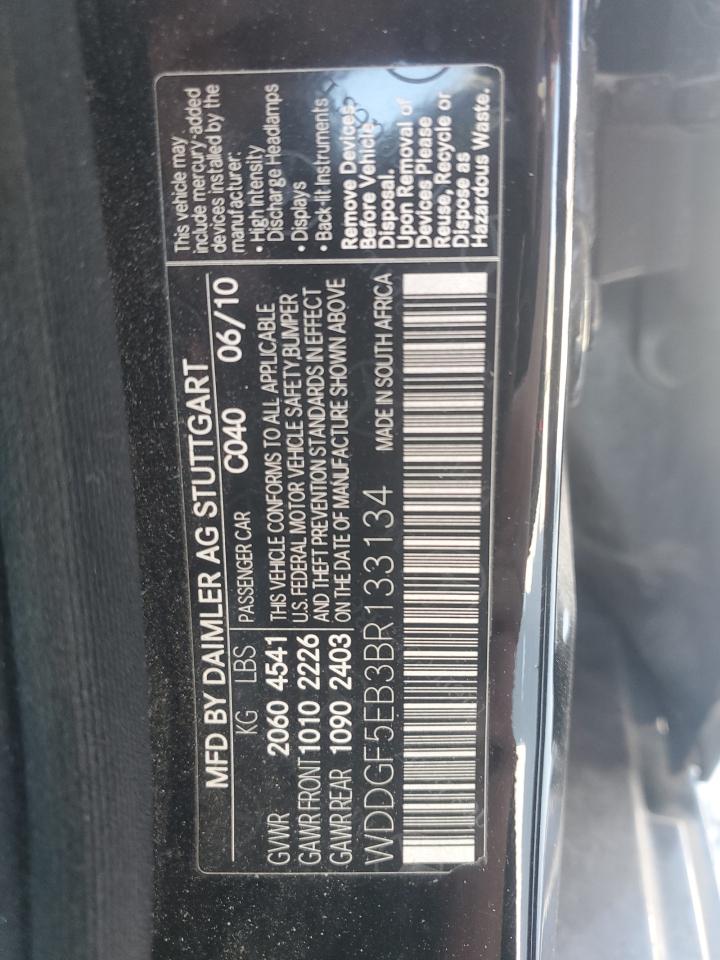 MFD BY DAIMLER AG STUTTGART
KG LBS PASSENGER CAR C040 06/10
GVWR 2060 4541 THIS VEHICLE CONFORMS TO ALL APPLICABLE
GAWR FRONT 1010 2226 U.S. FEDERAL MOTOR VEHICLE SAFETY,BUMPER
GAWR REAR 1090 2403 AND THEFT PREVENTION STANDARDS IN EFFECT
ON THE DATE OF MANUFACTURE SHOWN ABOVE
WDDGF5EB3BR133134 MADE IN SOUTH AFRICA
This vehicle may
include mercury-added
devices installed by the
manufacturer:
• High Intensity
Discharge Headlamps
• Displays
• Back-lit Instruments
Remove Devices
Before Vehicle
Disposal.
Upon Removal of
Devices Please
Reuse, Recycle or
Dispose as
Hazardous Waste.